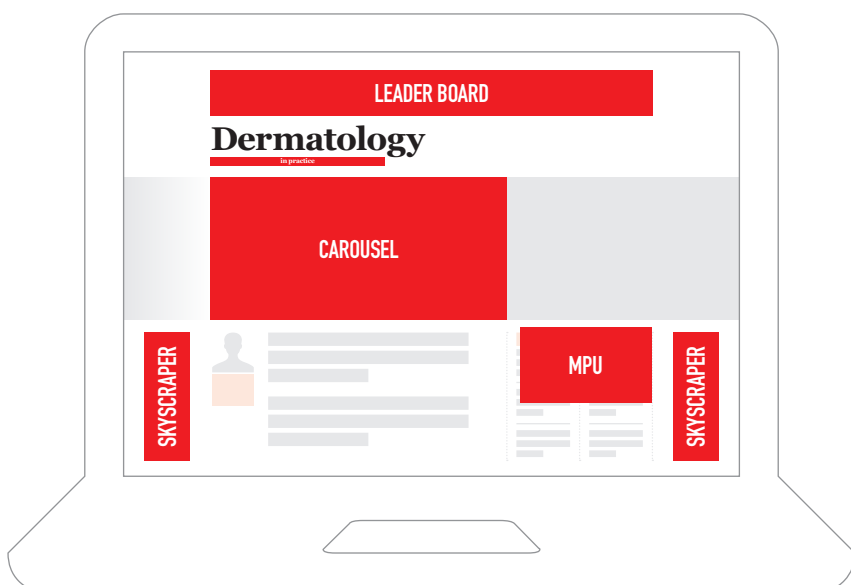 LEADER BOARD
Dermatology
in practice
CAROUSEL
SKYSCRAPER
MPU
SKYSCRAPER